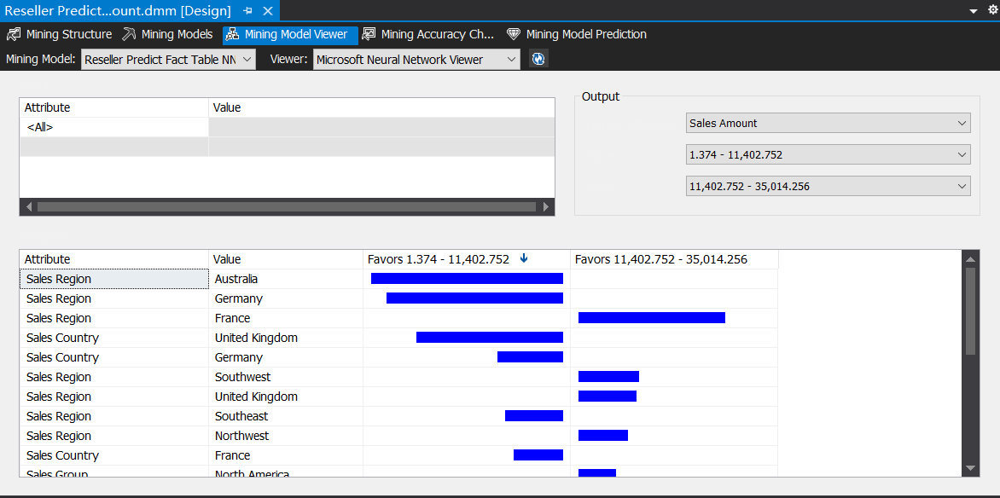 Reseller Predict...ount.dmm [Design]
Mining Structure Mining Models Mining Model Viewer Mining Accuracy Ch... Mining Model Prediction
Mining Model: Reseller Predict Fact Table NN Viewer: Microsoft Neural Network Viewer
Output
Attribute Value
<All>
Sales Amount
1.374 - 11,402.752
11,402.752 - 35,014.256
Attribute Value Favors 1.374 - 11,402.752 Favors 11,402.752 - 35,014.256
Sales Region Australia
Sales Region Germany
Sales Region France
Sales Country United Kingdom
Sales Country Germany
Sales Region Southwest
Sales Region United Kingdom
Sales Region Southeast
Sales Region Northwest
Sales Country France
Sales Group North America